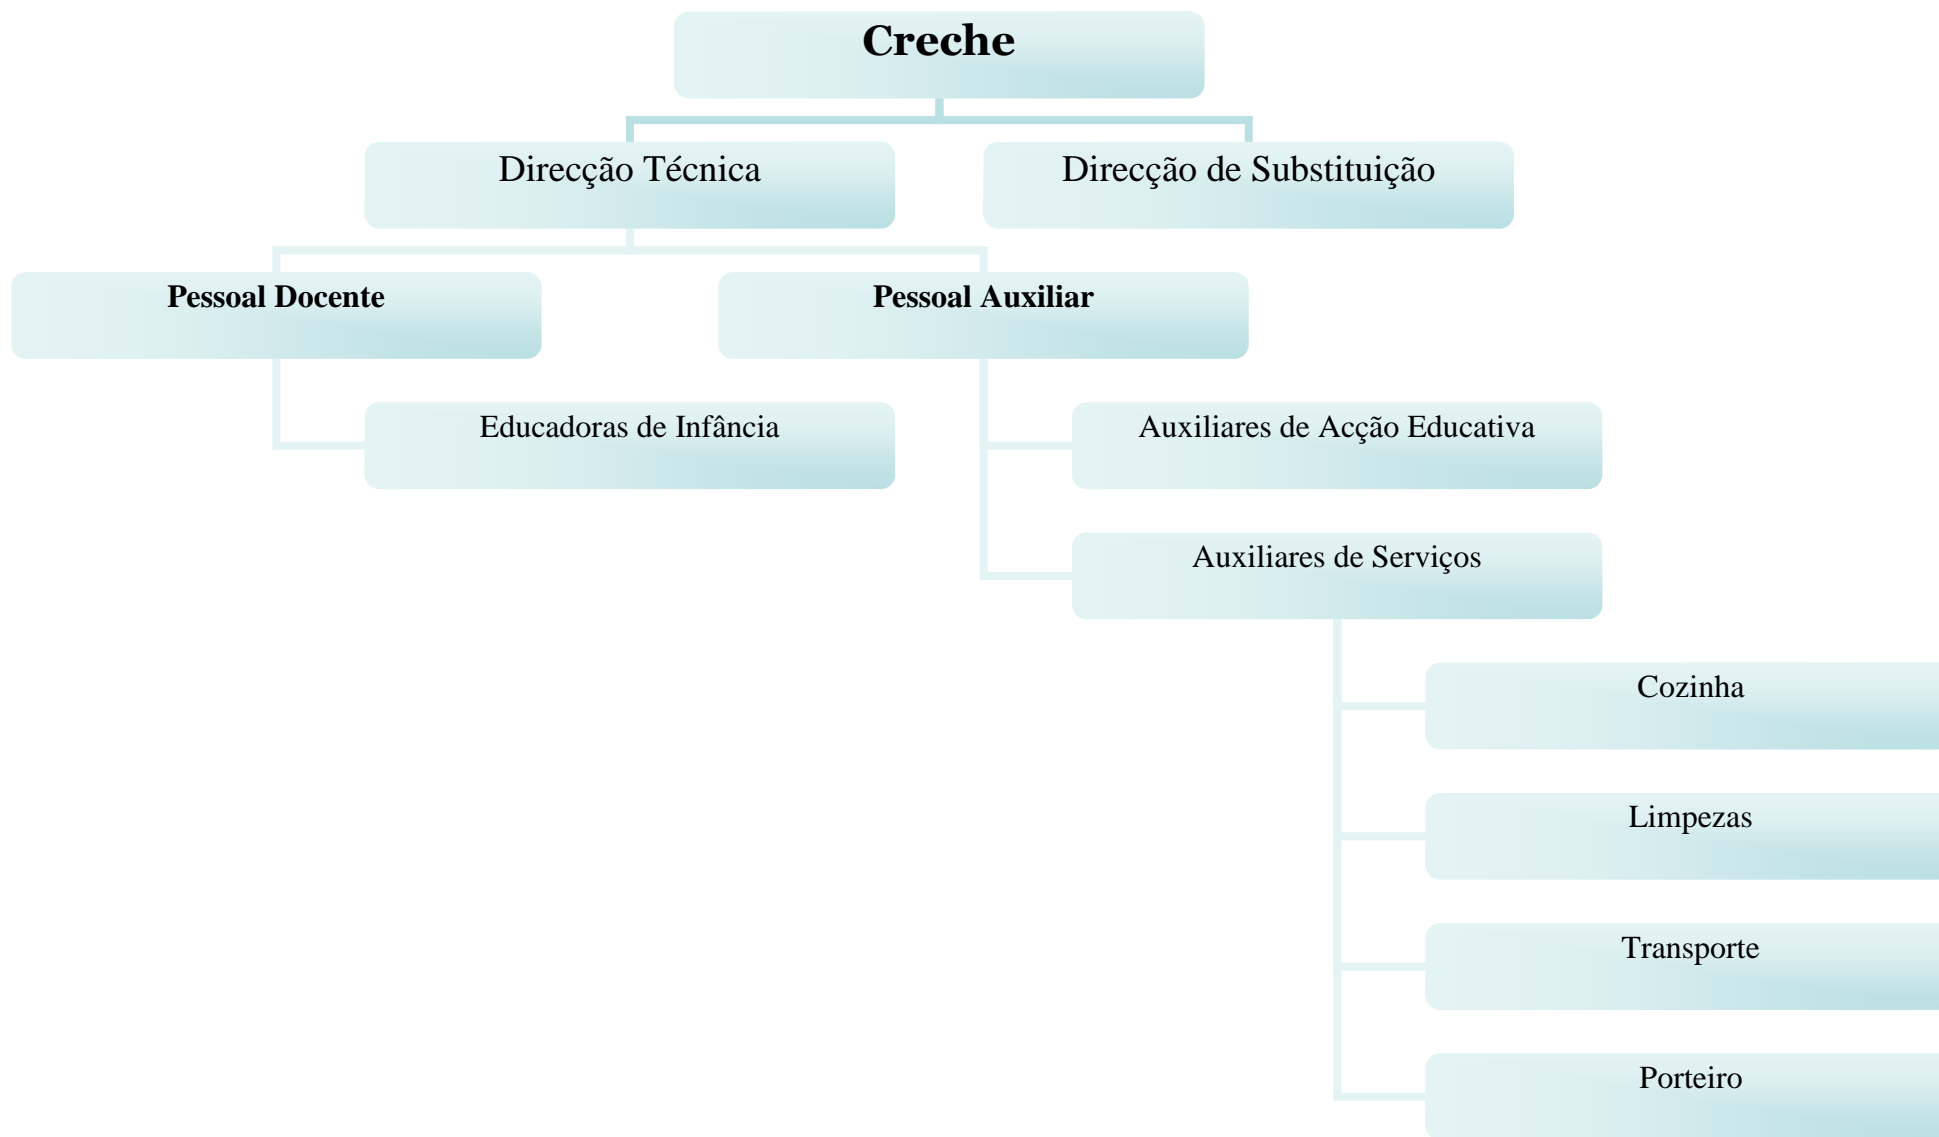 Creche
Direcção Técnica
Direcção de Substituição
Pessoal Docente
Pessoal Auxiliar
Educadoras de Infância
Auxiliares de Acção Educativa
Auxiliares de Serviços
Cozinha
Limpezas
Transporte
Porteiro